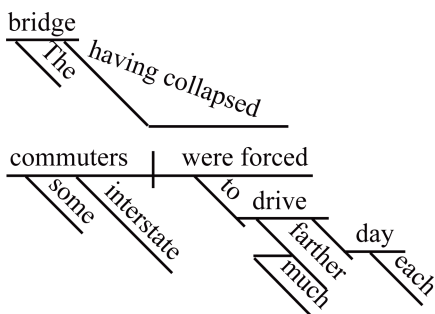 bridge
The
having collapsed
commuters
were forced
some
interstate
to
drive
farther
much
day
each